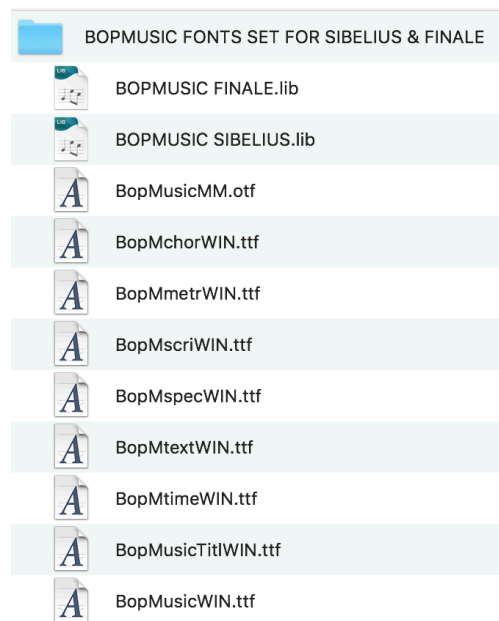 BOPMUSIC FONTS SET FOR SIBELIUS & FINALE
LIB
BOPMUSIC FINALE.lib
LIB
BOPMUSIC SIBELIUS.lib
BopMusicMM.otf
BopMchorWIN.ttf
BopMmetrWIN.ttf
BopMscriWIN.ttf
BopMspecWIN.ttf
BopMtextWIN.ttf
BopMtimeWIN.ttf
BopMusicTitlWIN.ttf
BopMusicWIN.ttf